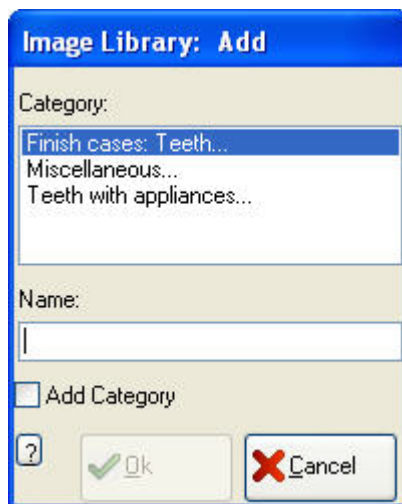 Image Library: Add
Category:
Finish cases: Teeth...
Miscellaneous...
Teeth with appliances...
Name:
Add Category
? Ok Cancel